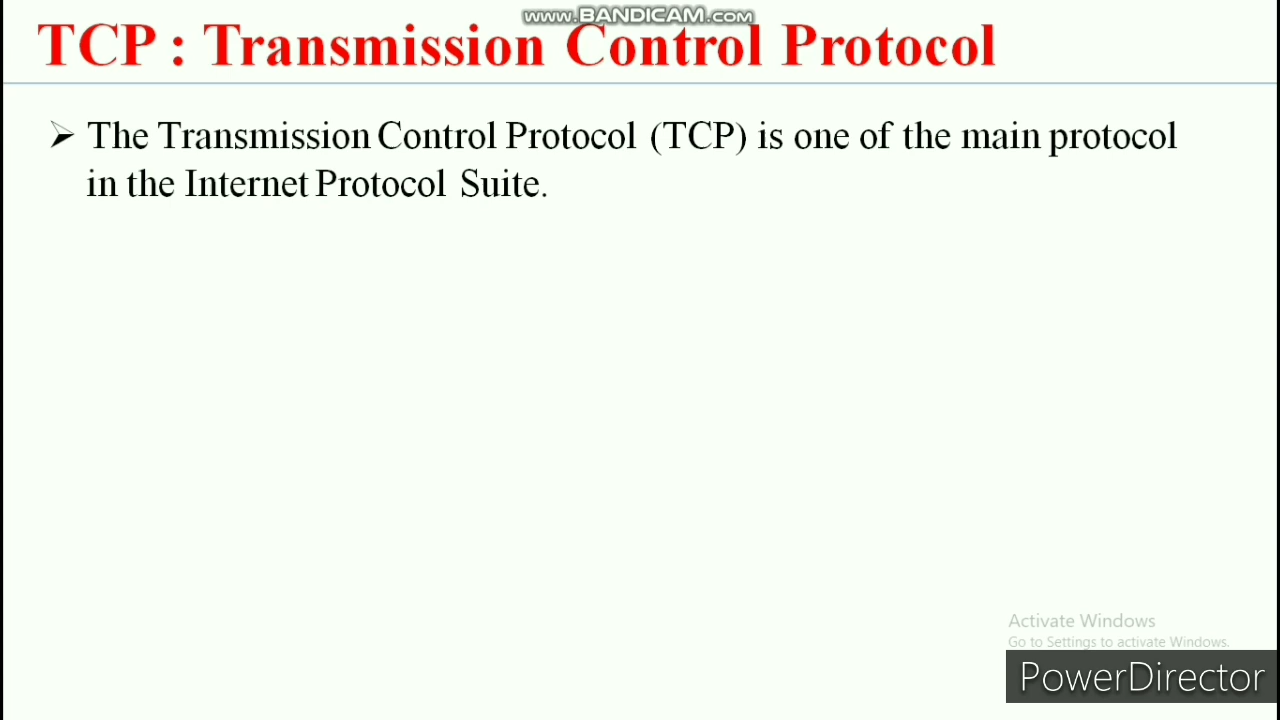 www.BANDICAM.com
TCP : Transmission Control Protocol
➢ The Transmission Control Protocol (TCP) is one of the main protocol
in the Internet Protocol Suite.
Activate Windows
Go to Settings to activate Windows.
PowerDirector